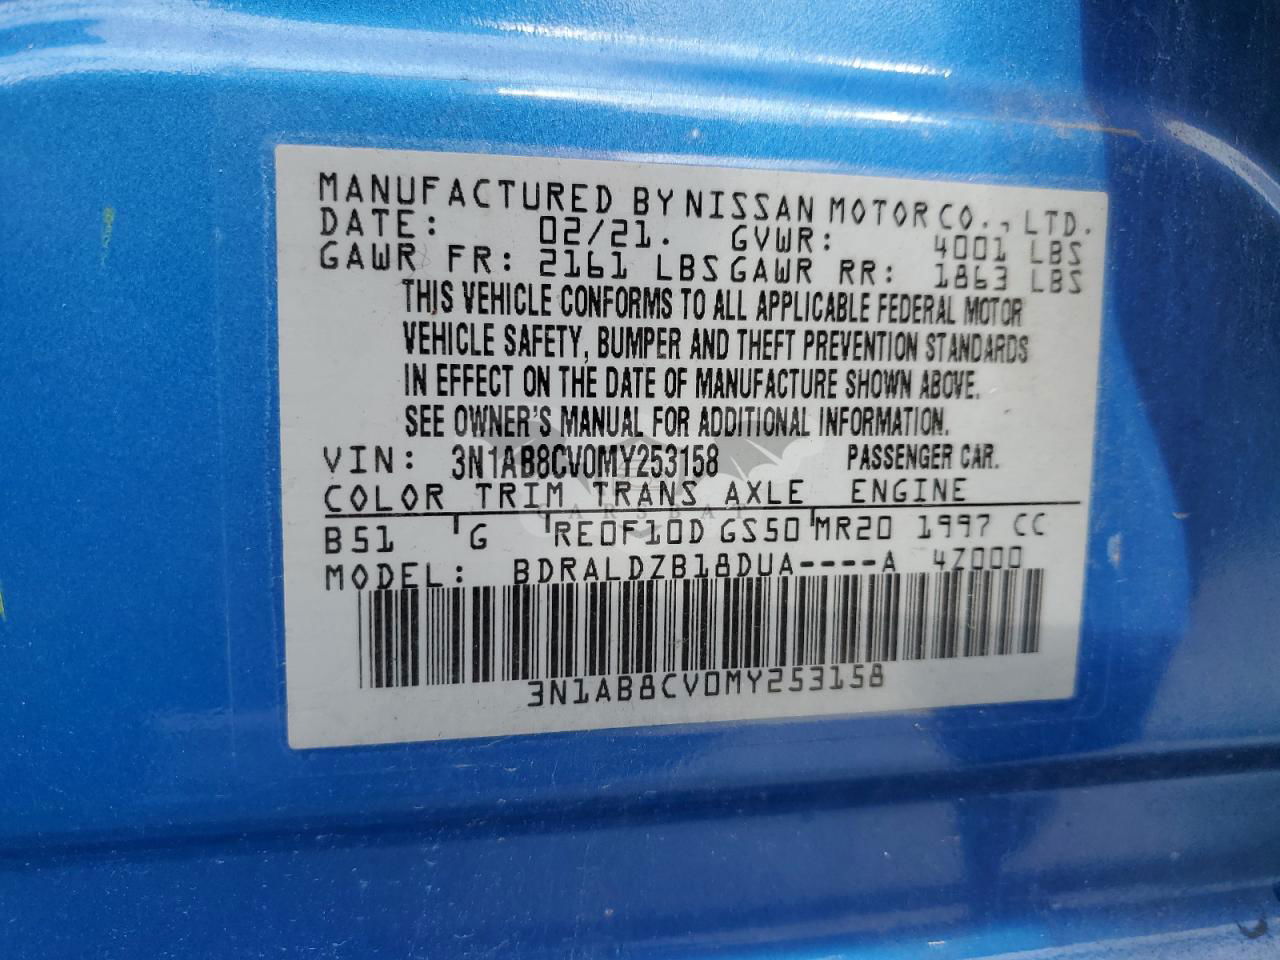 MANUFACTURED BY NISSAN MOTOR CO., LTD.
DATE: 02/21. GVWR: 4001 LBS
GAWR FR: 2161 LBS GAWR RR: 1863 LBS
THIS VEHICLE CONFORMS TO ALL APPLICABLE FEDERAL MOTOR
VEHICLE SAFETY, BUMPER AND THEFT PREVENTION STANDARDS
IN EFFECT ON THE DATE OF MANUFACTURE SHOWN ABOVE.
SEE OWNER'S MANUAL FOR ADDITIONAL INFORMATION.
VIN: 3N1AB8CV0MY253158 PASSENGER CAR.
COLOR TRIM TRANS AXLE ENGINE
CARSBAT
B51 G RE0F10D GS50 MR20 1997 CC
MODEL: BDRALDZB18DUA----A 4Z000
3N1AB8CV0MY253158